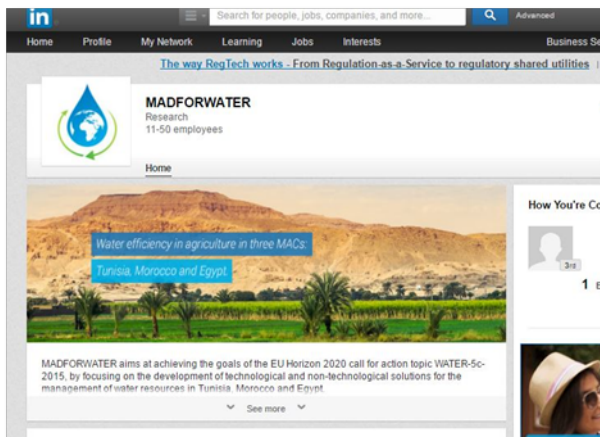 in
Search for people, jobs, companies, and more...
Advanced
Home Profile My Network Learning Jobs Interests
Business Se
The way RegTech works - From Regulation-as-a-Service to regulatory shared utilities
MADFORWATER
Research
11-50 employees
Home
Water efficiency in agriculture in three MACs:
Tunisia, Morocco and Egypt.
How You're Co
3rd
1 E
MADFORWATER aims at achieving the goals of the EU Horizon 2020 call for action topic WATER-5c-
2015, by focusing on the development of technological and non-technological solutions for the
management of water resources in Tunisia, Morocco and Egypt.
See more